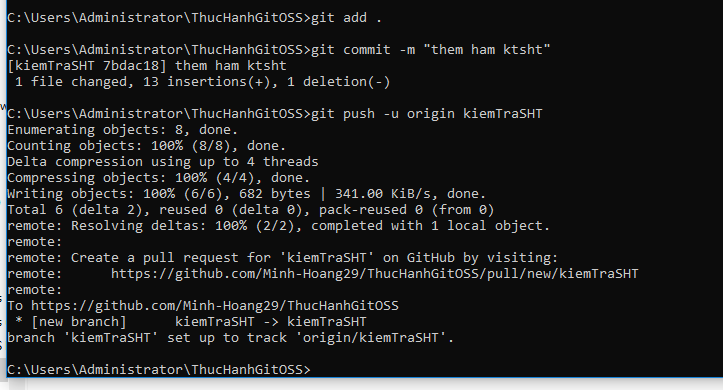 C:\Users\Administrator\ThucHanhGitOSS>git add .
C:\Users\Administrator\ThucHanhGitOSS>git commit -m "them ham ktsht"
[kiemTraSHT 7bdac18] them ham ktsht
 1 file changed, 13 insertions(+), 1 deletion(-)
C:\Users\Administrator\ThucHanhGitOSS>git push -u origin kiemTraSHT
Enumerating objects: 8, done.
Counting objects: 100% (8/8), done.
Delta compression using up to 4 threads
Compressing objects: 100% (4/4), done.
Writing objects: 100% (6/6), 682 bytes | 341.00 KiB/s, done.
Total 6 (delta 2), reused 0 (delta 0), pack-reused 0 (from 0)
remote: Resolving deltas: 100% (2/2), completed with 1 local object.
remote:
remote: Create a pull request for 'kiemTraSHT' on GitHub by visiting:
remote:      https://github.com/Minh-Hoang29/ThucHanhGitOSS/pull/new/kiemTraSHT
remote:
To https://github.com/Minh-Hoang29/ThucHanhGitOSS
 * [new branch]      kiemTraSHT -> kiemTraSHT
branch 'kiemTraSHT' set up to track 'origin/kiemTraSHT'.
C:\Users\Administrator\ThucHanhGitOSS>